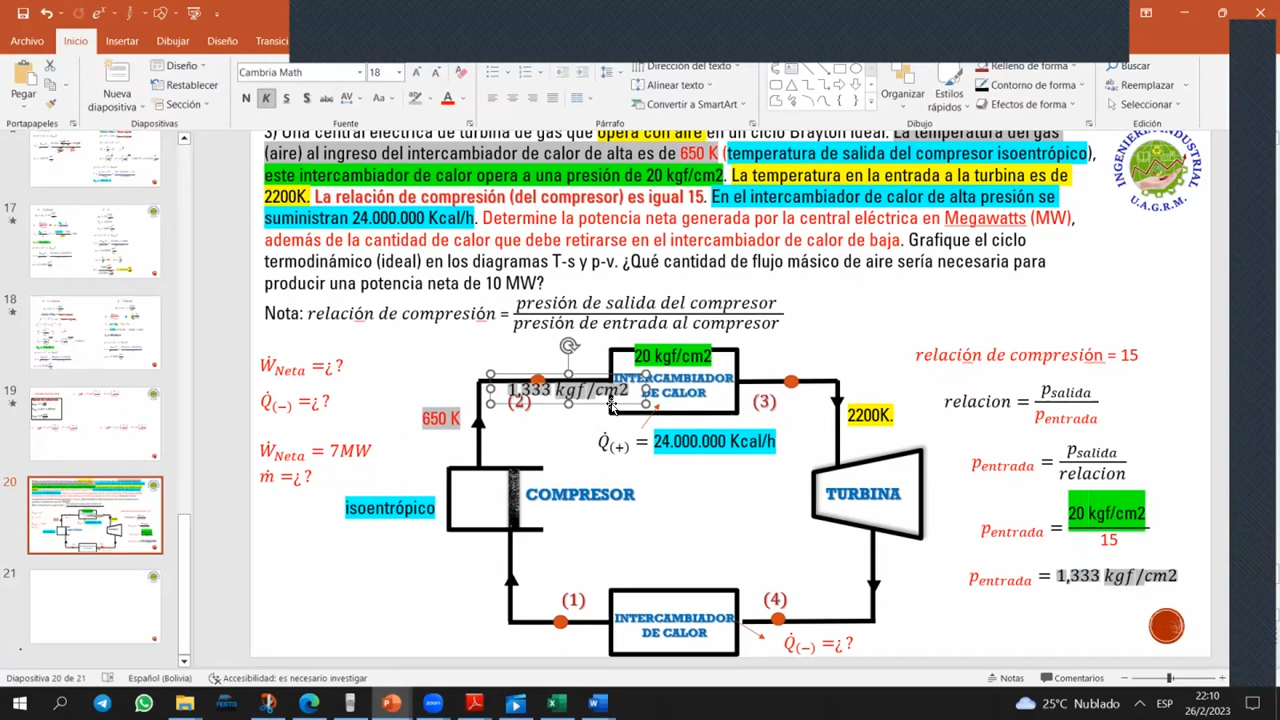 Archivo Inicio Insertar Dibujar Diseño Transici
Pegar
Portapapeles
Nueva
diapositiva
Diseño
Restablecer
Sección
Diapositivas
Cambria Math 18
N K S S abc AV Aa A
Fuente
Dirección del texto
Alinear texto
Convertir a SmartArt
Párrafo
Organizar
Estilos
rápidos
Relleno de forma
Contorno de forma
Efectos de forma
Dibujo
Buscar
Reemplazar
Seleccionar
Edición
17
18
19
20
21
3) Una central eléctrica de turbina de gas que opera con aire en un ciclo Brayton ideal. La temperatura del gas
(aire) al ingreso del intercambiador de calor de alta es de 650 K (temperatura de salida del compresor isoentrópico),
este intercambiador de calor opera a una presión de 20 kgf/cm2. La temperatura en la entrada a la turbina es de
2200K. La relación de compresión (del compresor) es igual 15. En el intercambiador de calor de alta presión se
suministran 24.000.000 Kcal/h. Determine la potencia neta generada por la central eléctrica en Megawatts (MW),
además de la cantidad de calor que debe retirarse en el intercambiador de calor de baja. Grafique el ciclo
termodinámico (ideal) en los diagramas T-s y p-v. ¿Qué cantidad de flujo másico de aire sería necesaria para
producir una potencia neta de 10 MW?
INGENIERÍA INDUSTRIAL
U.A.G.R.M.
Nota: relación de compresión = presión de salida del compresor
presión de entrada al compresor
Ẇ_Neta =¿?
Q̇_(−) =¿?
Ẇ_Neta = 7MW
ṁ =¿?
20 kgf/cm2
INTERCAMBIADOR
DE CALOR
1,333 kgf/cm2
(2)
(3)
650 K
2200K.
Q̇_(+) = 24.000.000 Kcal/h
COMPRESOR
TURBINA
isoentrópico
(1)
(4)
INTERCAMBIADOR
DE CALOR
Q̇_(−) =¿?
relación de compresión = 15
relacion = p_salida
p_entrada
p_entrada = p_salida
relacion
p_entrada = 20 kgf/cm2
15
p_entrada = 1,333 kgf/cm2
Diapositiva 20 de 21 Español (Bolivia) Accesibilidad: es necesario investigar Notas Comentarios
FESTO zoom
25°C Nublado ESP 22:10
26/2/2023